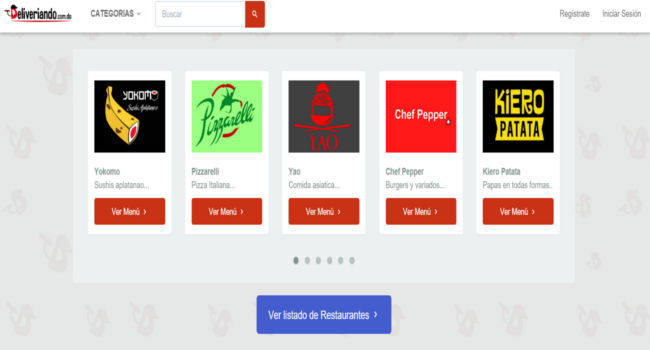 Deliveriando.com.do
CATEGORIAS
Buscar
Regístrate
Iniciar Sesión
YOKOMO
Sushis Aplatanao's
Pizzarelli
YAO
Chef Pepper
KIERO
PATATA
Yokomo
Sushis aplatanao...
Ver Menú
Pizzarelli
Pizza Italiana...
Ver Menú
Yao
Comida asiatica...
Ver Menú
Chef Pepper
Burgers y variados...
Ver Menú
Kiero Patata
Papas en todas formas..
Ver Menú
Ver listado de Restaurantes